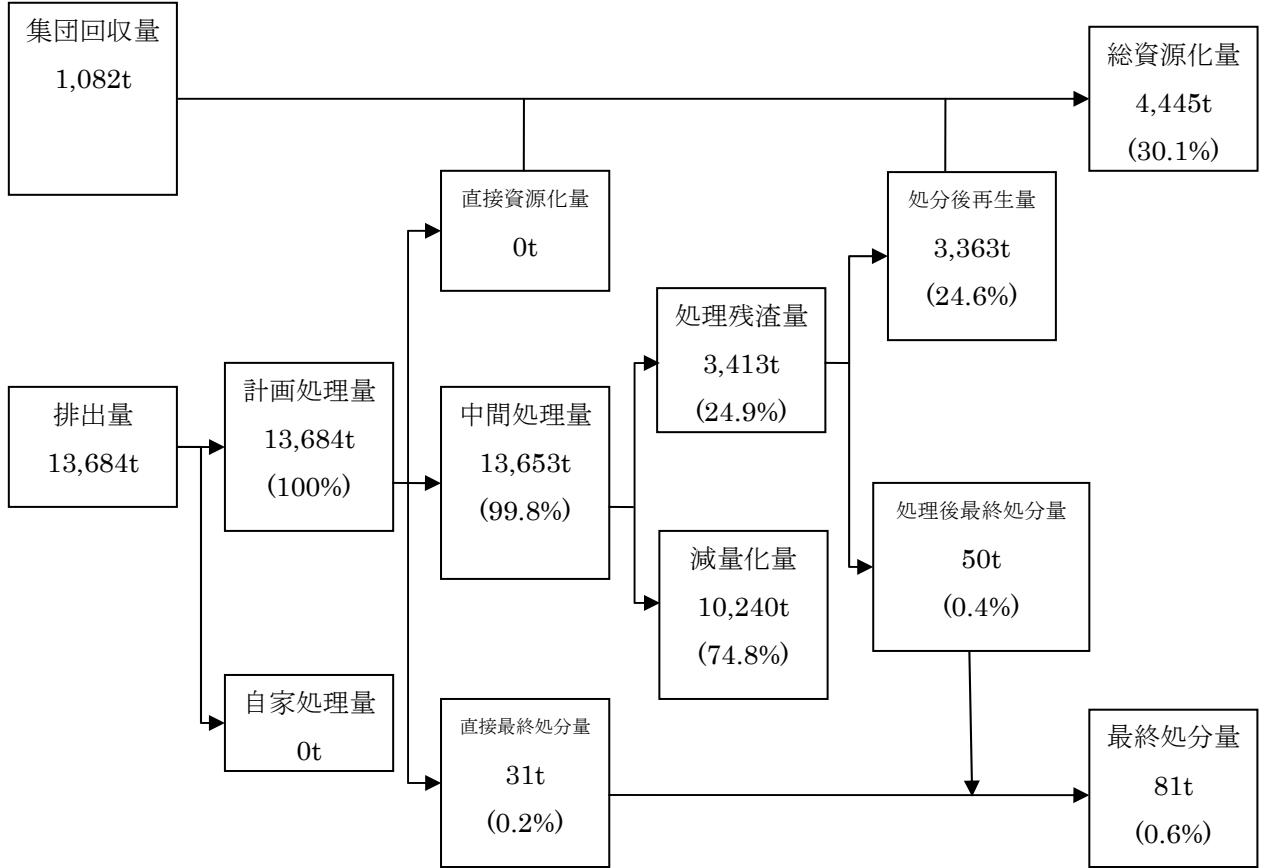 集団回収量
1,082t
総資源化量
4,445t
(30.1%)
直接資源化量
0t
処分後再生量
3,363t
(24.6%)
処理残渣量
3,413t
(24.9%)
排出量
13,684t
計画処理量
13,684t
(100%)
中間処理量
13,653t
(99.8%)
処理後最終処分量
50t
(0.4%)
減量化量
10,240t
(74.8%)
自家処理量
0t
直接最終処分量
31t
(0.2%)
最終処分量
81t
(0.6%)